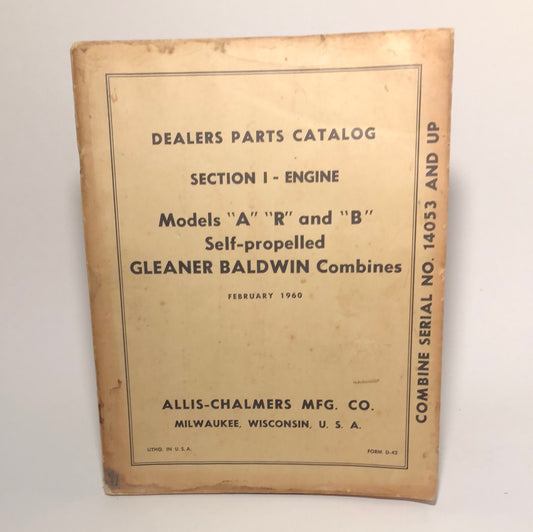 DEALERS PARTS CATALOG
SECTION I - ENGINE
Models "A" "R" and "B"
Self-propelled
GLEANER BALDWIN Combines
FEBRUARY 1960
ALLIS-CHALMERS MFG. CO.
MILWAUKEE, WISCONSIN, U. S. A.
LITHO. IN U.S.A.
FORM D-43
COMBINE SERIAL NO. 14053 AND UP